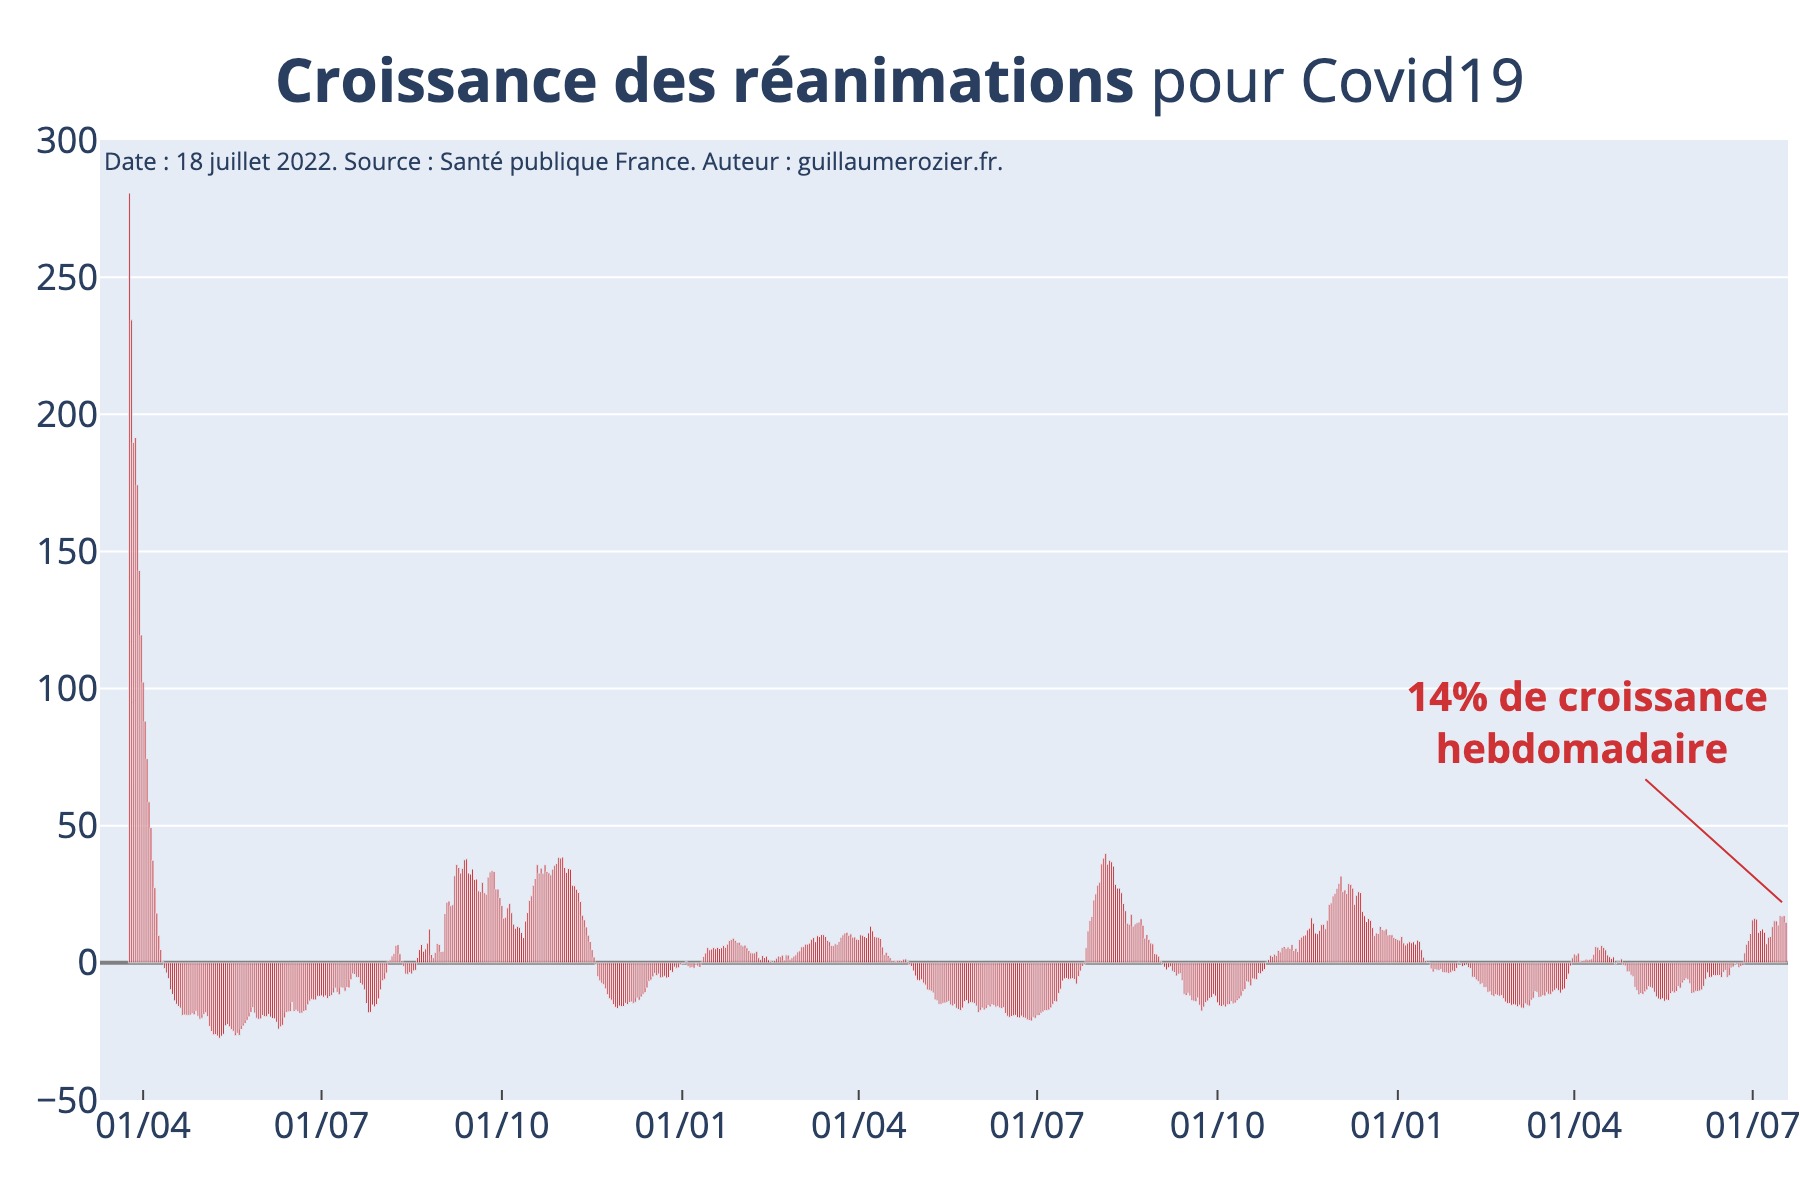 Croissance des réanimations pour Covid19
300
Date : 18 juillet 2022. Source : Santé publique France. Auteur : guillaumerozier.fr.
250
200
150
100
14% de croissance
hebdomadaire
50
0
−50
01/04 01/07 01/10 01/01 01/04 01/07 01/10 01/01 01/04 01/07